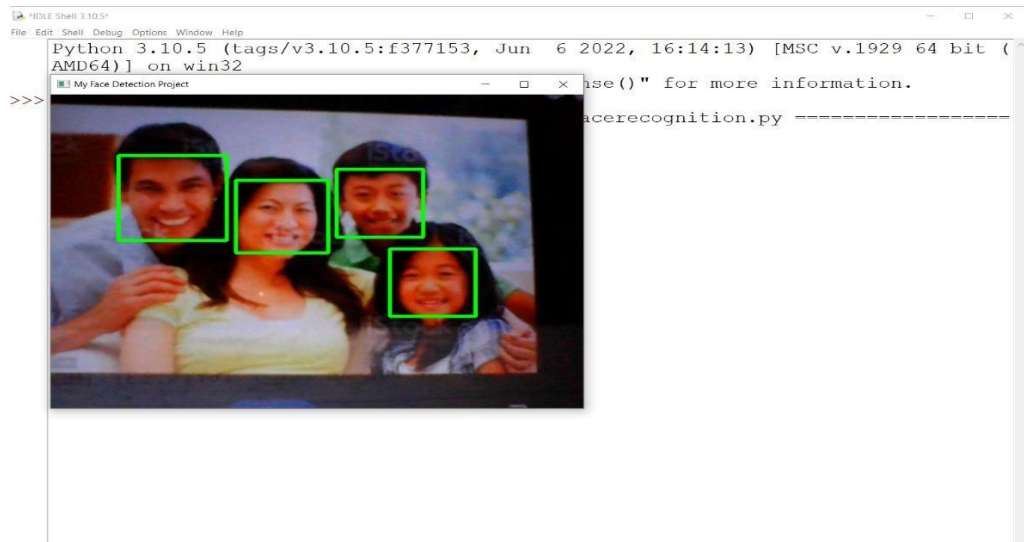 *IDLE Shell 3.10.5*
File Edit Shell Debug Options Window Help
Python 3.10.5 (tags/v3.10.5:f377153, Jun  6 2022, 16:14:13) [MSC v.1929 64 bit (
AMD64)] on win32
My Face Detection Project
nse()" for more information.
>>>
acerecognition.py ==================
iStock